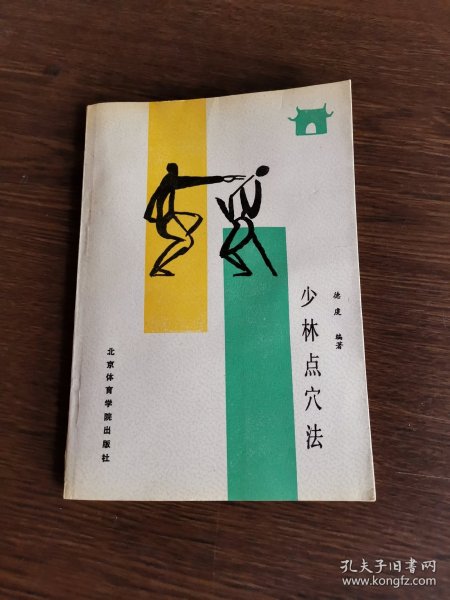 少林点穴法
德虔 编著
北京体育学院出版社
孔夫子旧书网
www.kongfz.com